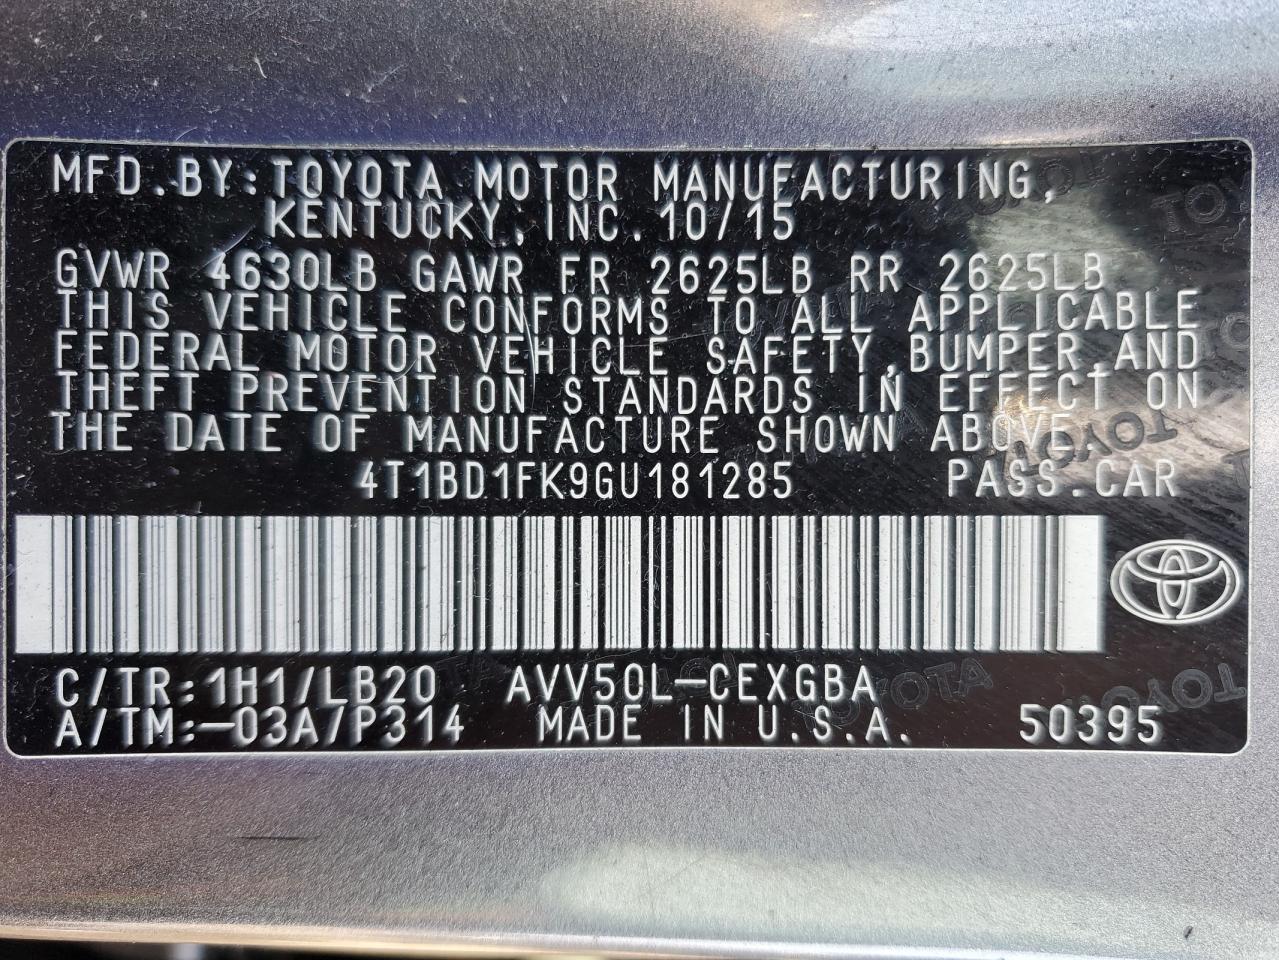 MFD.BY:TOYOTA MOTOR MANUFACTURING,
KENTUCKY,INC. 10/15
GVWR 4630LB GAWR FR 2625LB RR 2625LB
THIS VEHICLE CONFORMS TO ALL APPLICABLE
FEDERAL MOTOR VEHICLE SAFETY,BUMPER,AND
THEFT PREVENTION STANDARDS IN EFFECT ON
THE DATE OF MANUFACTURE SHOWN ABOVE
4T1BD1FK9GU181285 PASS.CAR
C/TR:1H1/LB20 AVV50L-CEXGBA
A/TM:-03A/P314 MADE IN U.S.A. 50395